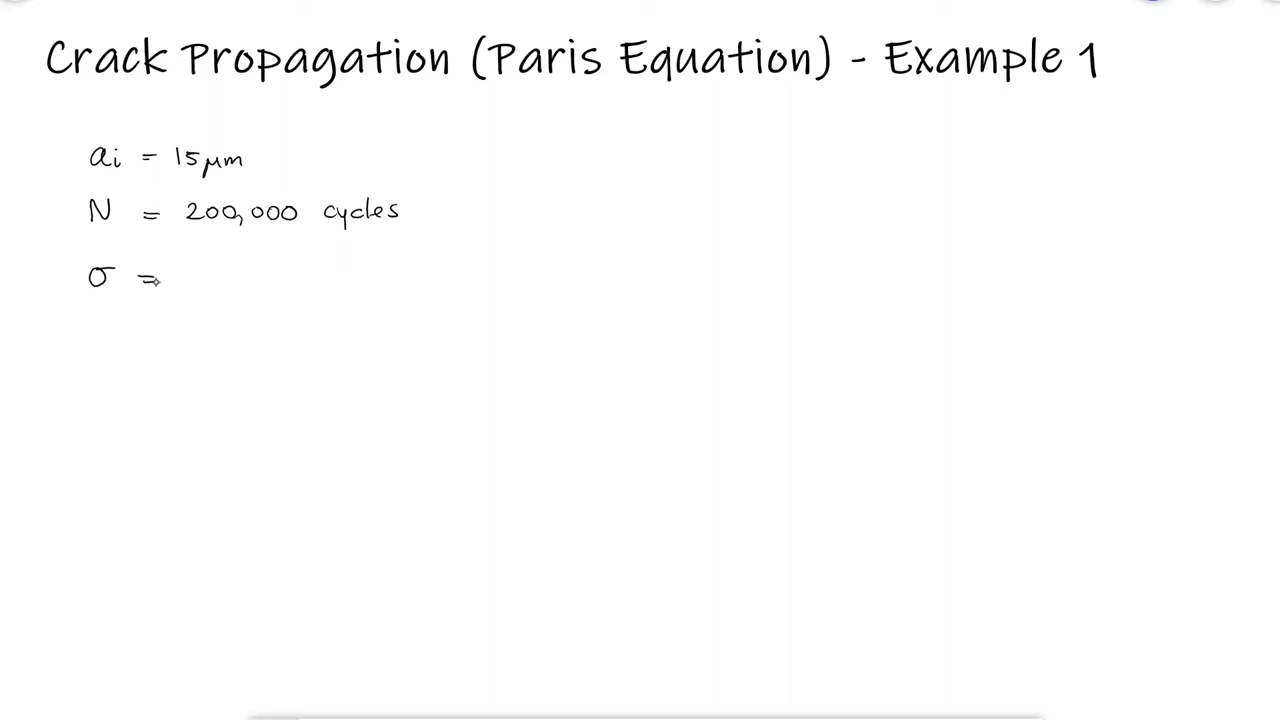 Crack Propagation (Paris Equation) - Example 1
ai = 15μm
N = 200,000 cycles
σ =